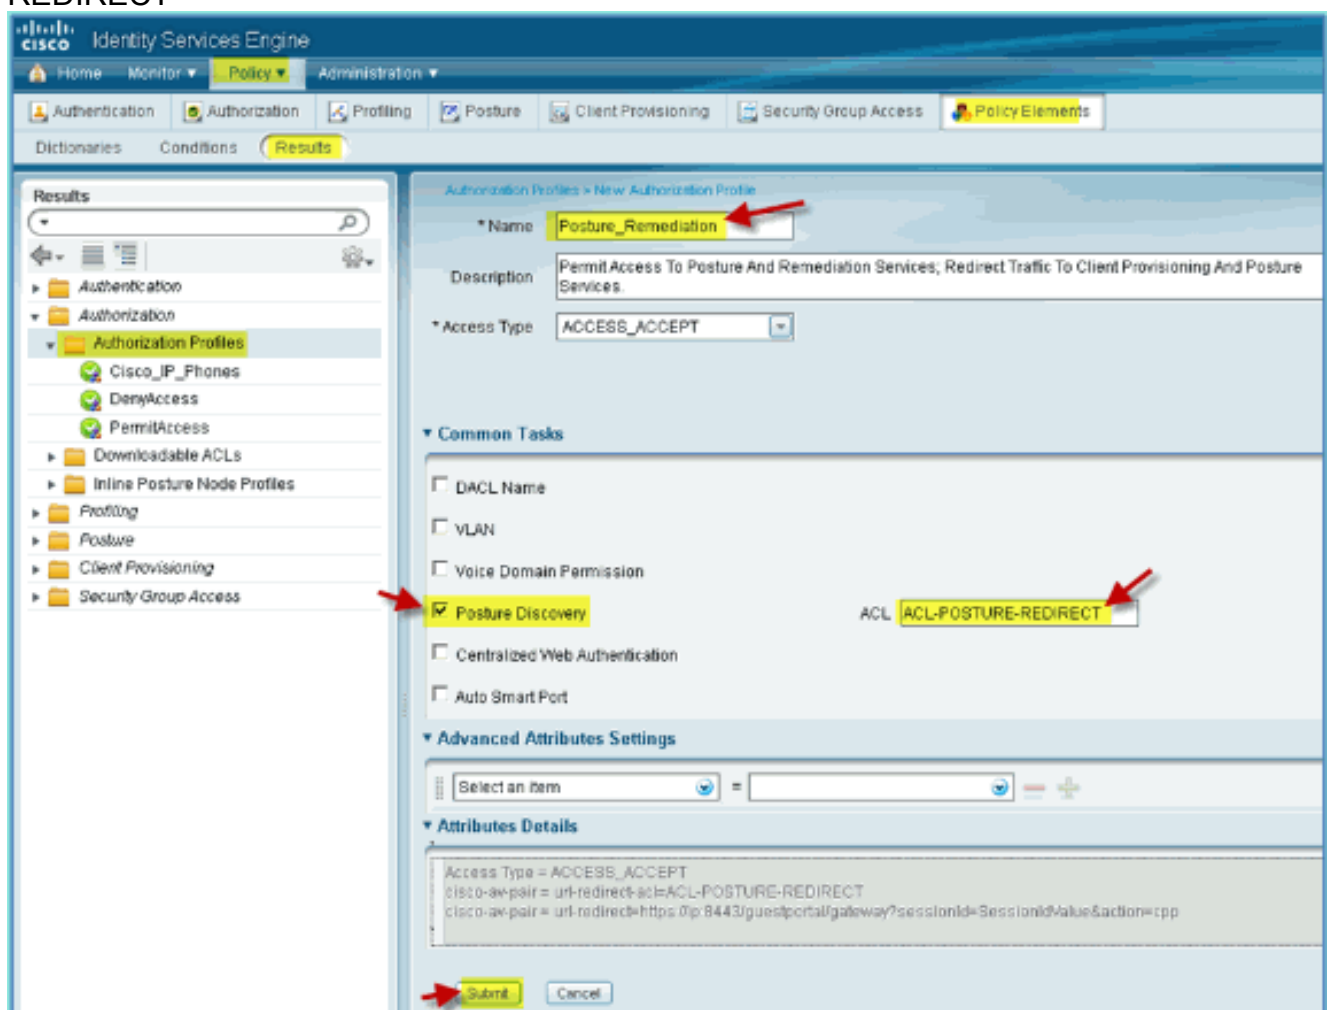 REDIRECT
cisco Identity Services Engine
Home Monitor ▼ Policy ▼ Administration ▼
Authentication Authorization Profiling Posture Client Provisioning Security Group Access Policy Elements
Dictionaries Conditions Results
Results
Authentication
Authorization
Authorization Profiles
Cisco_IP_Phones
DenyAccess
PermitAccess
Downloadable ACLs
Inline Posture Node Profiles
Profiling
Posture
Client Provisioning
Security Group Access
Authorization Profiles > New Authorization Profile
* Name Posture_Remediation
Description Permit Access To Posture And Remediation Services; Redirect Traffic To Client Provisioning And Posture
Services.
* Access Type ACCESS_ACCEPT
▼ Common Tasks
DACL Name
VLAN
Voice Domain Permission
Posture Discovery ACL ACL-POSTURE-REDIRECT
Centralized Web Authentication
Auto Smart Port
▼ Advanced Attributes Settings
Select an item =
▼ Attributes Details
Access Type = ACCESS_ACCEPT
cisco-av-pair = url-redirect-acl=ACL-POSTURE-REDIRECT
cisco-av-pair = url-redirect=https://ip:8443/guestportal/gateway?sessionId=SessionIdValue&action=cpp
Submit Cancel